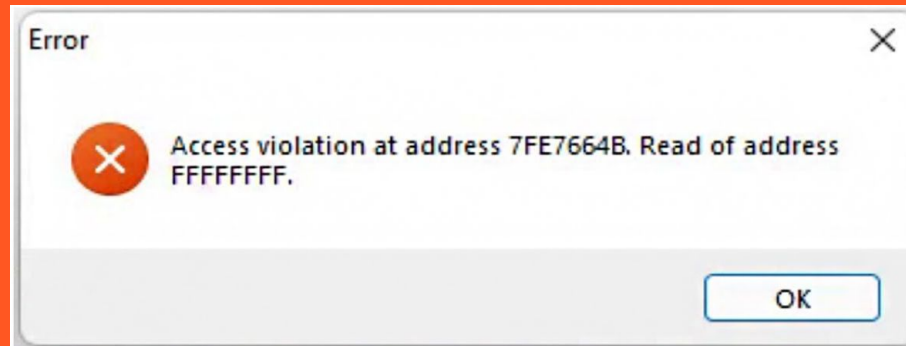 Error
Access violation at address 7FE7664B. Read of address
FFFFFFFF.
OK